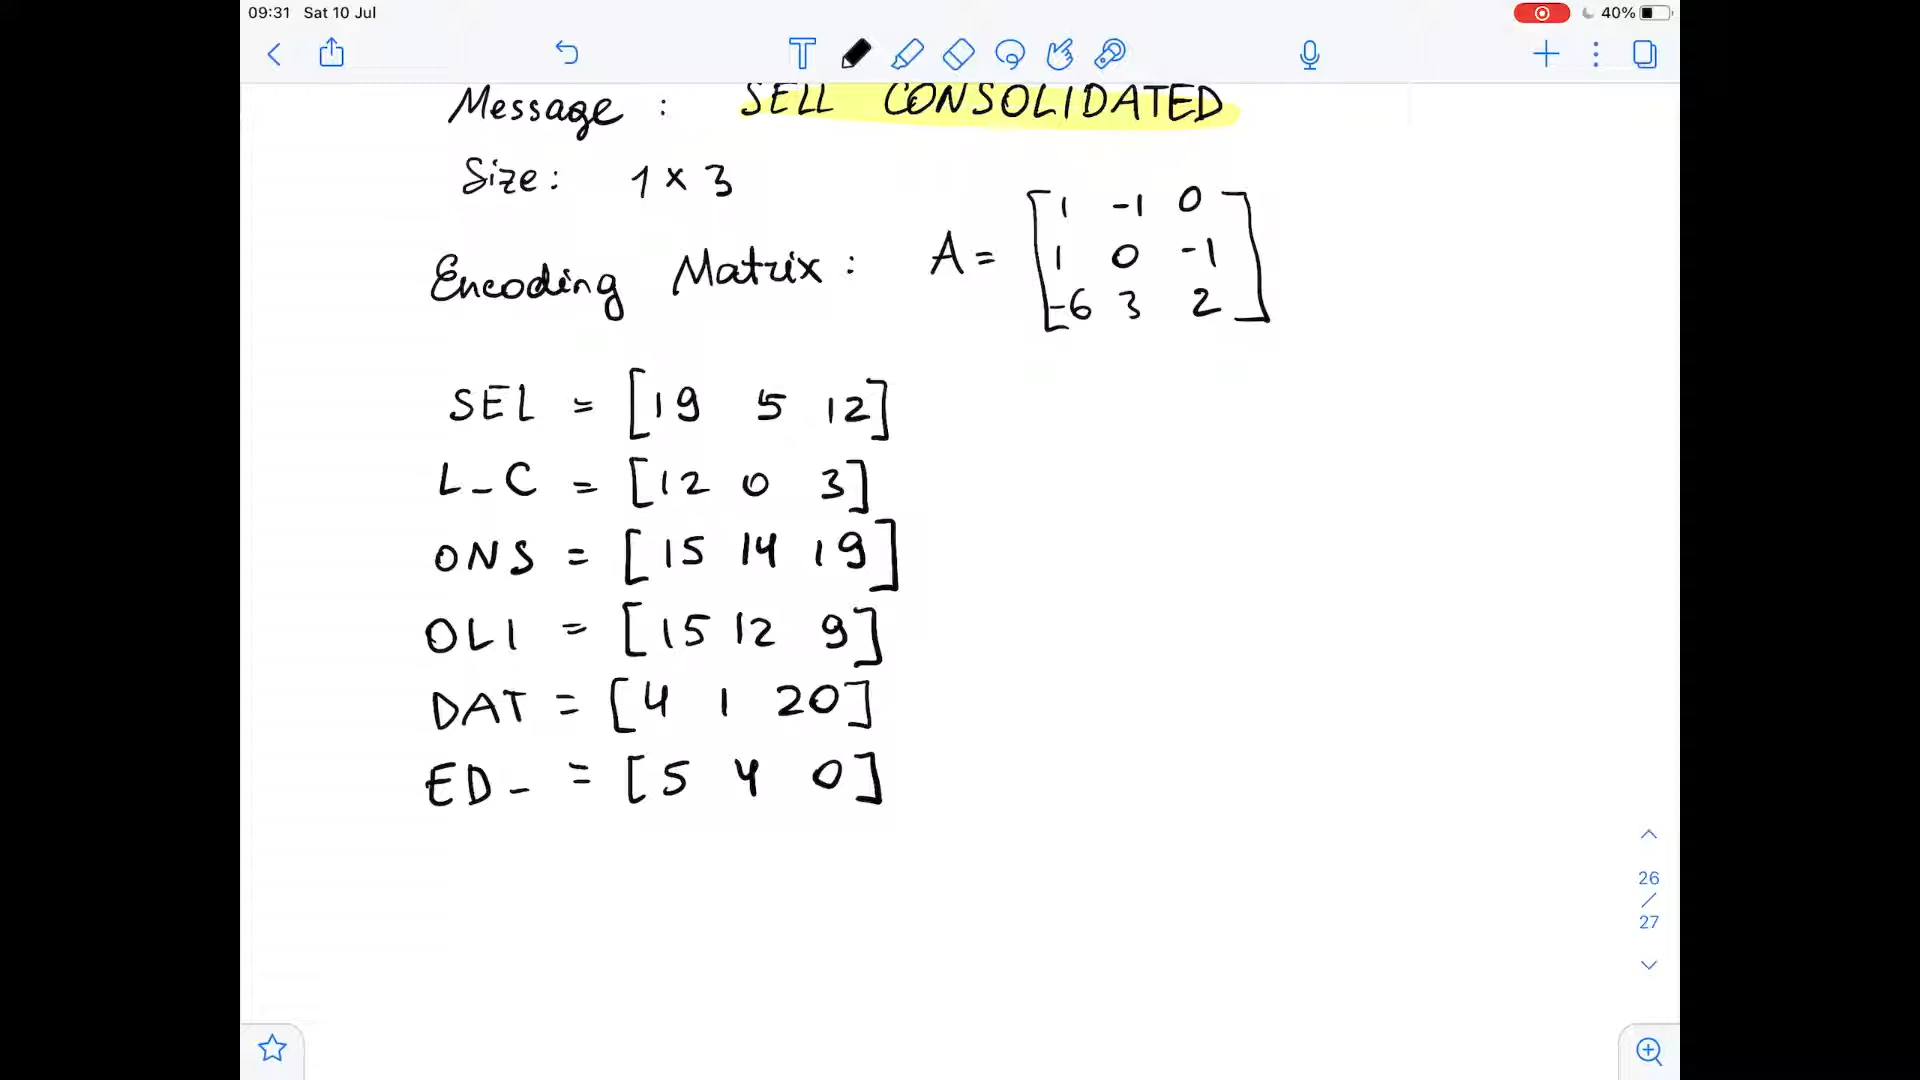 09:31 Sat 10 Jul 40%
T
Message : SELL CONSOLIDATED
Size: 1 x 3
Encoding Matrix: A = [1 -1 0
1 0 -1
-6 3 2]
SEL = [19 5 12]
L_C = [12 0 3]
ONS = [15 14 19]
OLI = [15 12 9]
DAT = [4 1 20]
ED_ = [5 4 0]
26
/
27